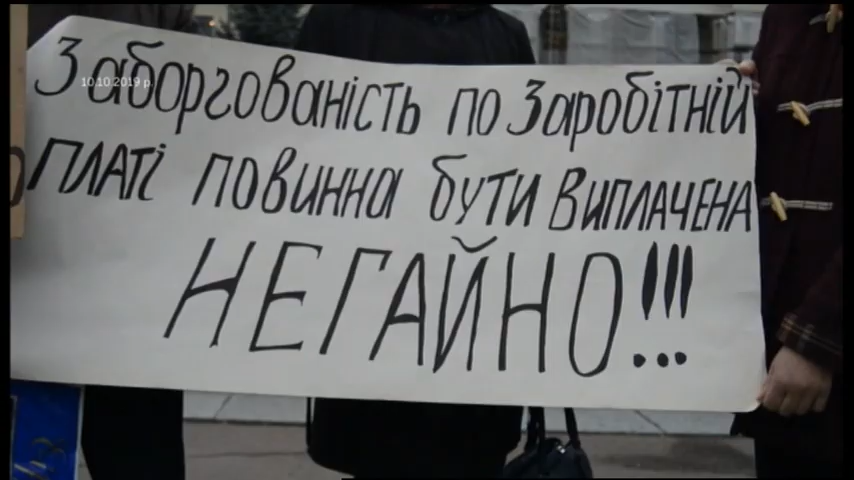 Заборгованість по Заробітній
платі повинна бути виплачена
НЕГАЙНО!!!
10.10.2019 р.